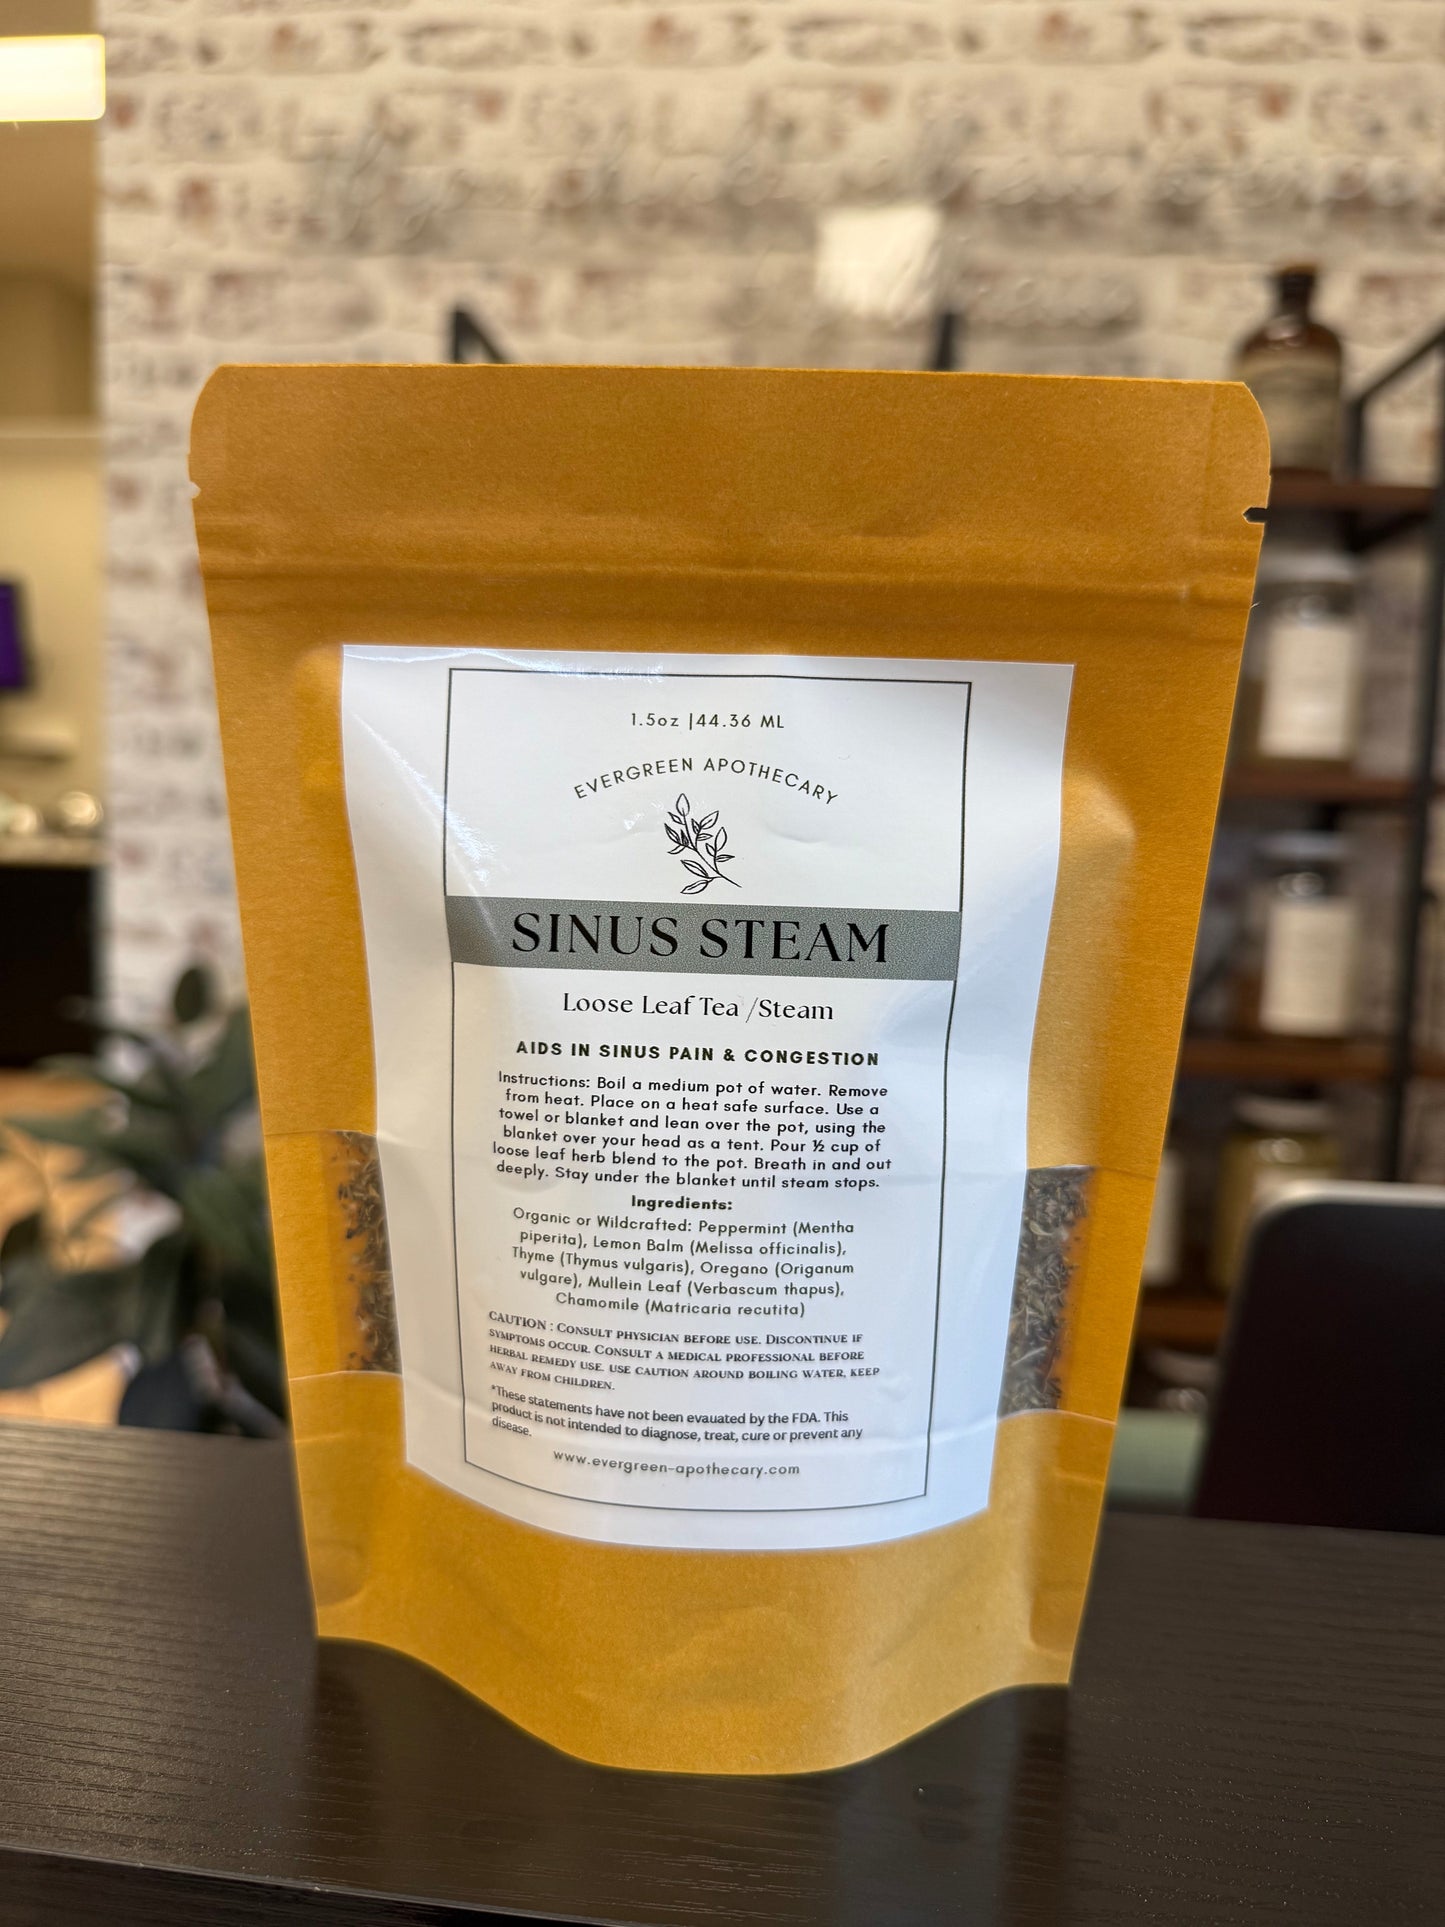 1.5oz |44.36 ML
EVERGREEN APOTHECARY
SINUS STEAM
Loose Leaf Tea /Steam
AIDS IN SINUS PAIN & CONGESTION
Instructions: Boil a medium pot of water. Remove
from heat. Place on a heat safe surface. Use a
towel or blanket and lean over the pot, using the
blanket over your head as a tent. Pour ½ cup of
loose leaf herb blend to the pot. Breath in and out
deeply. Stay under the blanket until steam stops.
Ingredients:
Organic or Wildcrafted: Peppermint (Mentha
piperita), Lemon Balm (Melissa officinalis),
Thyme (Thymus vulgaris), Oregano (Origanum
vulgare), Mullein Leaf (Verbascum thapus),
Chamomile (Matricaria recutita)
CAUTION : CONSULT PHYSICIAN BEFORE USE. DISCONTINUE IF
SYMPTOMS OCCUR. CONSULT A MEDICAL PROFESSIONAL BEFORE
HERBAL REMEDY USE. USE CAUTION AROUND BOILING WATER, KEEP
AWAY FROM CHILDREN.
*These statements have not been evauated by the FDA. This
product is not intended to diagnose, treat, cure or prevent any
disease.
www.evergreen-apothecary.com